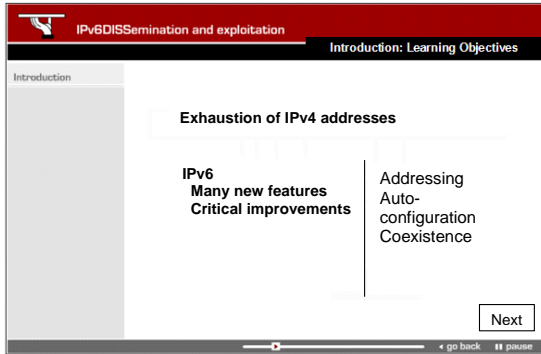 IPv6DISSemination and exploitation
Introduction: Learning Objectives
Introduction
Exhaustion of IPv4 addresses
IPv6
Many new features
Critical improvements
Addressing
Auto-
configuration
Coexistence
Next
go back
pause